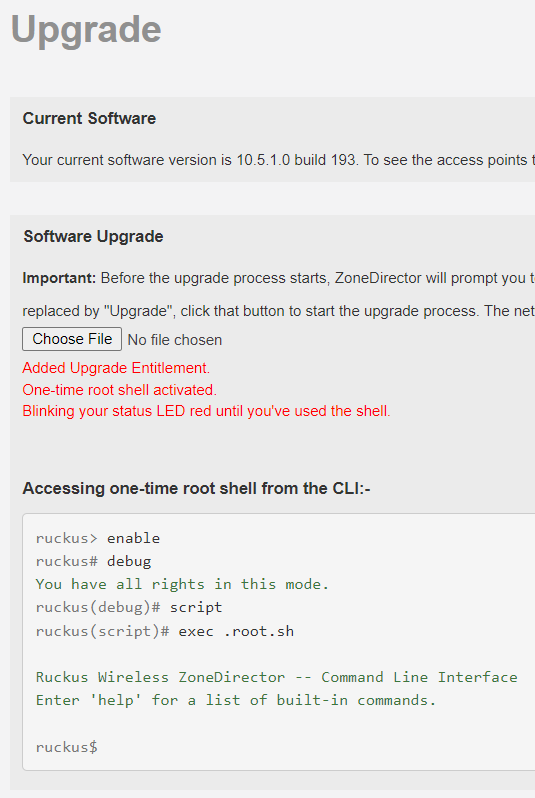 Upgrade
Current Software
Your current software version is 10.5.1.0 build 193. To see the access points
Software Upgrade
Important: Before the upgrade process starts, ZoneDirector will prompt you
replaced by "Upgrade", click that button to start the upgrade process. The net
Choose File No file chosen
Added Upgrade Entitlement.
One-time root shell activated.
Blinking your status LED red until you've used the shell.
Accessing one-time root shell from the CLI:-
ruckus> enable
ruckus# debug
You have all rights in this mode.
ruckus(debug)# script
ruckus(script)# exec .root.sh
Ruckus Wireless ZoneDirector -- Command Line Interface
Enter 'help' for a list of built-in commands.
ruckus$